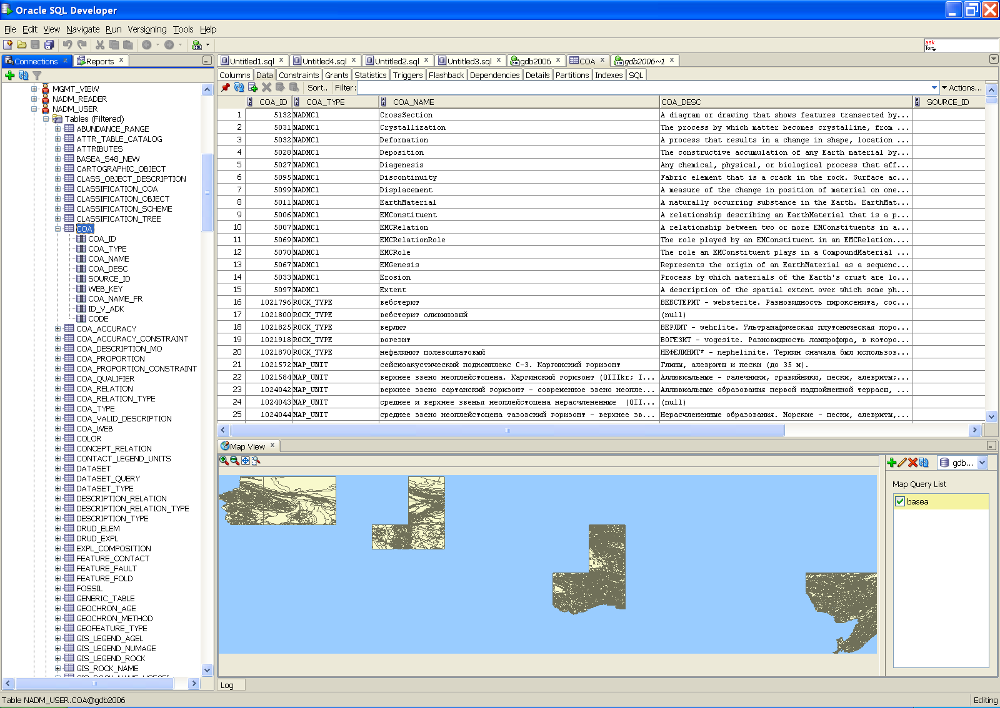 Oracle SQL Developer
File Edit View Navigate Run Versioning Tools Help
ask
Tom
Connections Reports
Untitled1.sql Untitled4.sql Untitled2.sql Untitled3.sql gdb2006 COA gdb2006~1
Columns Data Constraints Grants Statistics Triggers Flashback Dependencies Details Partitions Indexes SQL
Sort.. Filter: Actions...
MGMT_VIEW
NADM_READER
NADM_USER
Tables (Filtered)
ABUNDANCE_RANGE
ATTR_TABLE_CATALOG
ATTRIBUTES
BASEA_S48_NEW
CARTOGRAPHIC_OBJECT
CLASS_OBJECT_DESCRIPTION
CLASSIFICATION_COA
CLASSIFICATION_OBJECT
CLASSIFICATION_SCHEME
CLASSIFICATION_TREE
COA
COA_ID
COA_TYPE
COA_NAME
COA_DESC
SOURCE_ID
WEB_KEY
COA_NAME_FR
ID_V_ADK
CODE
COA_ACCURACY
COA_ACCURACY_CONSTRAINT
COA_DESCRIPTION_MO
COA_PROPORTION
COA_PROPORTION_CONSTRAINT
COA_QUALIFIER
COA_RELATION
COA_RELATION_TYPE
COA_TYPE
COA_VALID_DESCRIPTION
COA_WEB
COLOR
CONCEPT_RELATION
CONTACT_LEGEND_UNITS
DATASET
DATASET_QUERY
DATASET_TYPE
DESCRIPTION_RELATION
DESCRIPTION_RELATION_TYPE
DESCRIPTION_TYPE
DRUD_ELEM
DRUD_EXPL
EXPL_COMPOSITION
FEATURE_CONTACT
FEATURE_FAULT
FEATURE_FOLD
FOSSIL
GENERIC_TABLE
GEOCHRON_AGE
GEOCHRON_METHOD
GEOFEATURE_TYPE
GIS_LEGEND_AGEL
GIS_LEGEND_NUMAGE
GIS_LEGEND_ROCK
GIS_ROCK_NAME
COA_ID COA_TYPE COA_NAME COA_DESC SOURCE_ID
1 5132 NADMC1 CrossSection A diagram or drawing that shows features transected by...
2 5031 NADMC1 Crystallization The process by which matter becomes crystalline, from ...
3 5032 NADMC1 Deformation A process that results in a change in shape, location ...
4 5028 NADMC1 Deposition The constructive accumulation of any Earth material by...
5 5027 NADMC1 Diagenesis Any chemical, physical, or biological process that aff...
6 5095 NADMC1 Discontinuity Fabric element that is a crack in the rock. Surface ac...
7 5099 NADMC1 Displacement A measure of the change in position of material on one...
8 5011 NADMC1 EarthMaterial A naturally occurring substance in the Earth. EarthMat...
9 5006 NADMC1 EMConstituent A relationship describing an EarthMaterial that is a p...
10 5007 NADMC1 EMCRelation A relationship between two or more EMConstituents in a...
11 5069 NADMC1 EMCRelationRole The role played by an EMConstituent in an EMCRelation...
12 5070 NADMC1 EMCRole The role an EMConstituent plays in a CompoundMaterial ...
13 5067 NADMC1 EMGenesis Represents the origin of an EarthMaterial as a sequenc...
14 5033 NADMC1 Erosion Process by which materials of the Earth's crust are lo...
15 5097 NADMC1 Extent A description of the spatial extent over which some ph...
16 1021796 ROCK_TYPE вебстерит ВЕБСТЕРИТ - websterite. Разновидность пироксенита, сос...
17 1021800 ROCK_TYPE вебстерит оливиновый (null)
18 1021825 ROCK_TYPE верлит ВЕРЛИТ - wehrlite. Ультрамафическая плутоническая поро...
19 1021918 ROCK_TYPE вогезит ВОГЕЗИТ - vogesite. Разновидность лампрофира, в которо...
20 1021870 ROCK_TYPE нефелинит полевошпатовый НЕФЕЛИНИТ* - nephelinite. Термин сначала был использов...
21 1021572 MAP_UNIT сейсмоакустический подкомплекс С-3. Каргинский горизонт Глины, алевриты и пески (до 35 м).
22 1021584 MAP_UNIT верхнее звено неоплейстоцена. Каргинский горизонт (QIIIkr; I... Аллювиальные - галечники, гравийники, пески, алевриты;...
23 1024042 MAP_UNIT верхнее звено сартанский горизонт - современное звено неопле... Аллювиальные образования первой надпойменной террасы, ...
24 1024043 MAP_UNIT среднее и верхнее звенья неоплейстоцена нерасчлененные (QII... (null)
25 1024044 MAP_UNIT среднее звено неоплейстоцена тазовский горизонт - верхнее зв... Нерасчлененные образования. Морские - пески, алевриты,...
Map View
gdb...
Map Query List
basea
Log
Table NADM_USER.COA@gdb2006 Editing